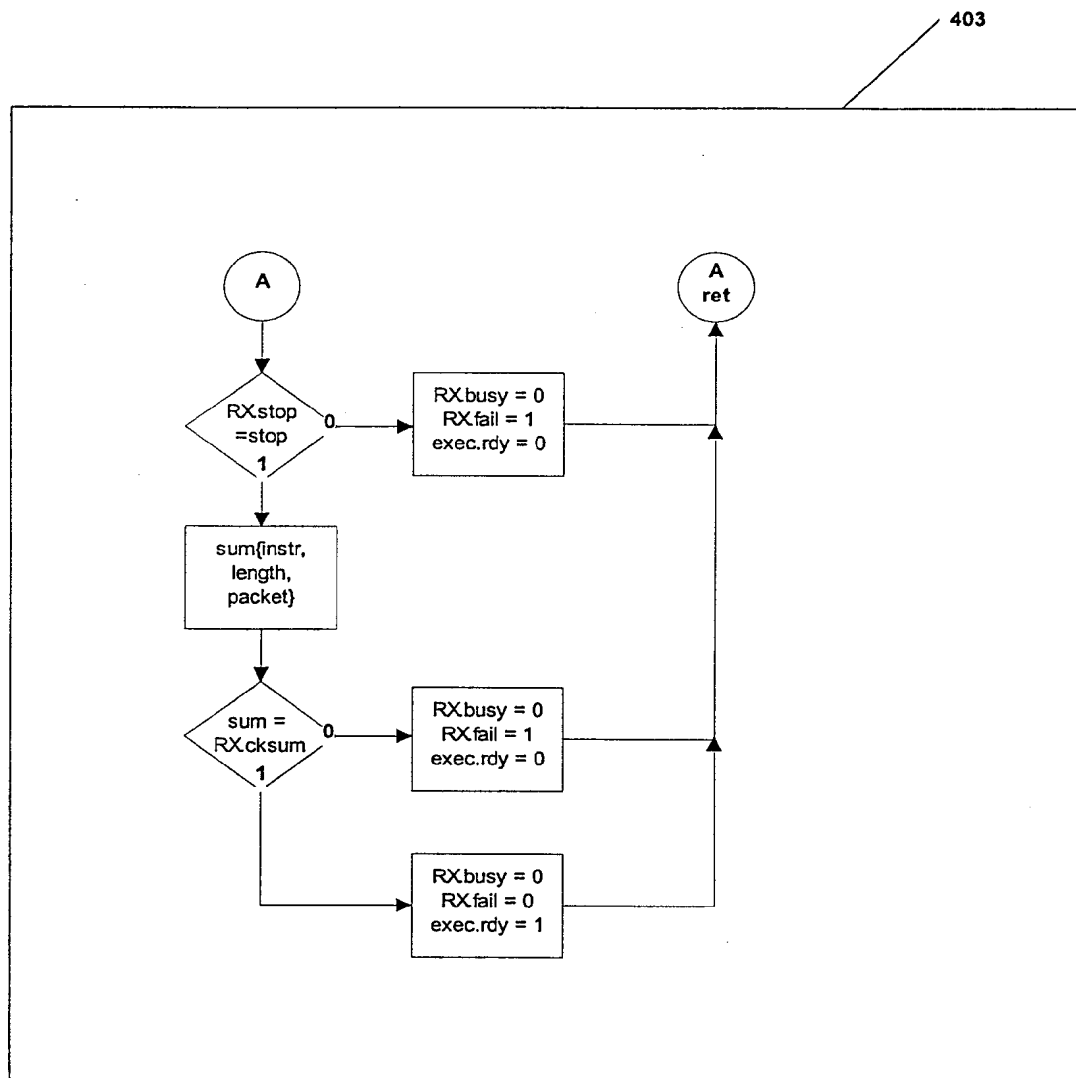 403
A
A
ret
RX.stop
=stop
0
1
RX.busy = 0
RX.fail = 1
exec.rdy = 0
sum{instr,
length,
packet}
sum =
RX.cksum
0
1
RX.busy = 0
RX.fail = 1
exec.rdy = 0
RX.busy = 0
RX.fail = 0
exec.rdy = 1